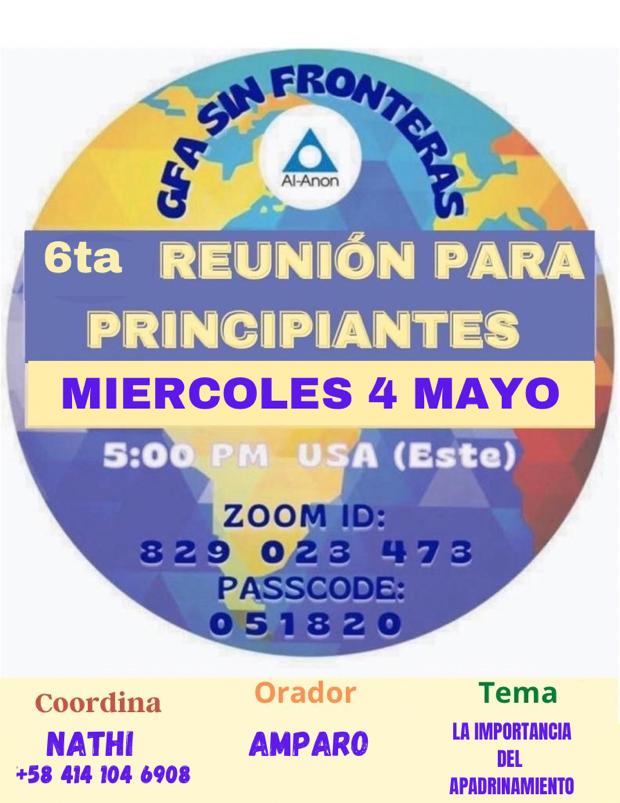 GFA SIN FRONTERAS
Al-Anon
6ta REUNIÓN PARA
PRINCIPIANTES
MIERCOLES 4 MAYO
5:00 PM USA (Este)
ZOOM ID:
829 023 473
PASSCODE:
051820
Coordina
NATHI
+58 414 104 6908
Orador
AMPARO
Tema
LA IMPORTANCIA
DEL
APADRINAMIENTO